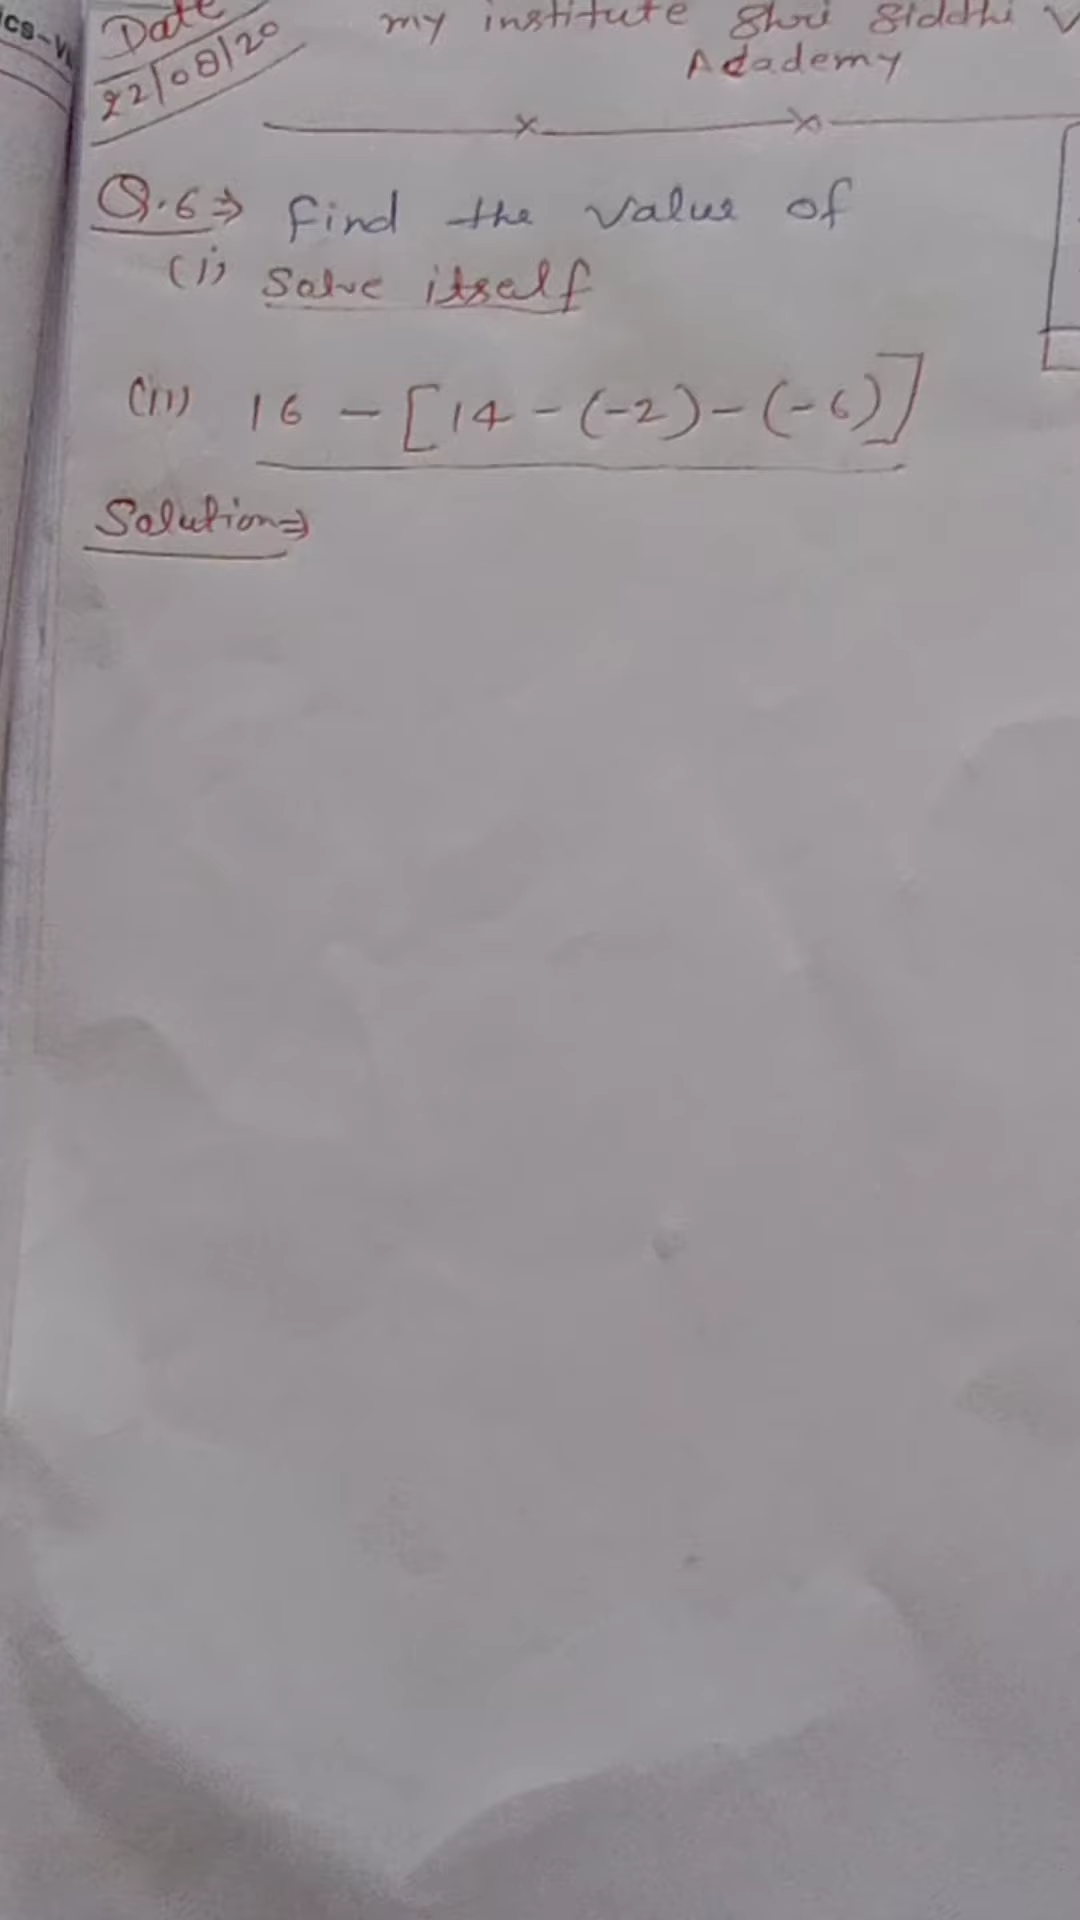 Date
22/08/20
my institute Shri Siddhi V
Adademy
Q.6⇒ find the value of
(i) Solve itself
(ii) 16 - [14 - (-2) - (-6)]
Solution⇒